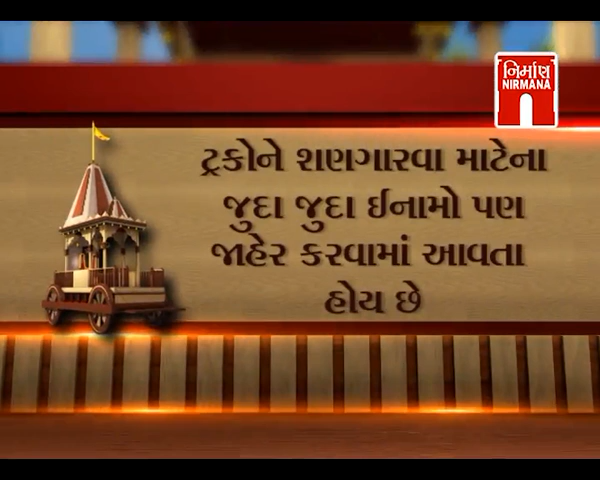 નિર્માણ
NIRMANA
ટ્રકોને શણગારવા માટેના
જુદા જુદા ઈનામો પણ
જાહેર કરવામાં આવતા
હોય છે